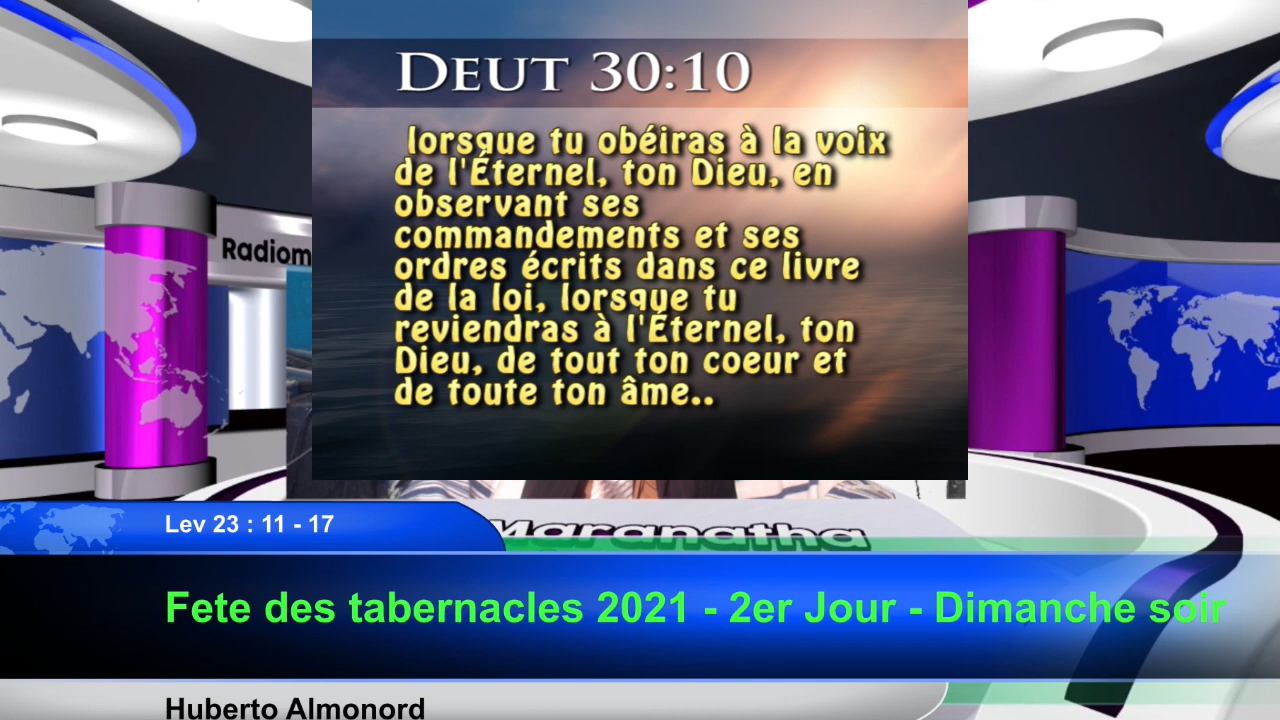 DEUT 30:10
lorsque tu obéiras à la voix
de l'Éternel, ton Dieu, en
observant ses
commandements et ses
ordres écrits dans ce livre
de la loi, lorsque tu
reviendras à l'Éternel, ton
Dieu, de tout ton coeur et
de toute ton âme..
Radiom
Maranatha
Lev 23 : 11 - 17
Fete des tabernacles 2021 - 2er Jour - Dimanche soir
Huberto Almonord